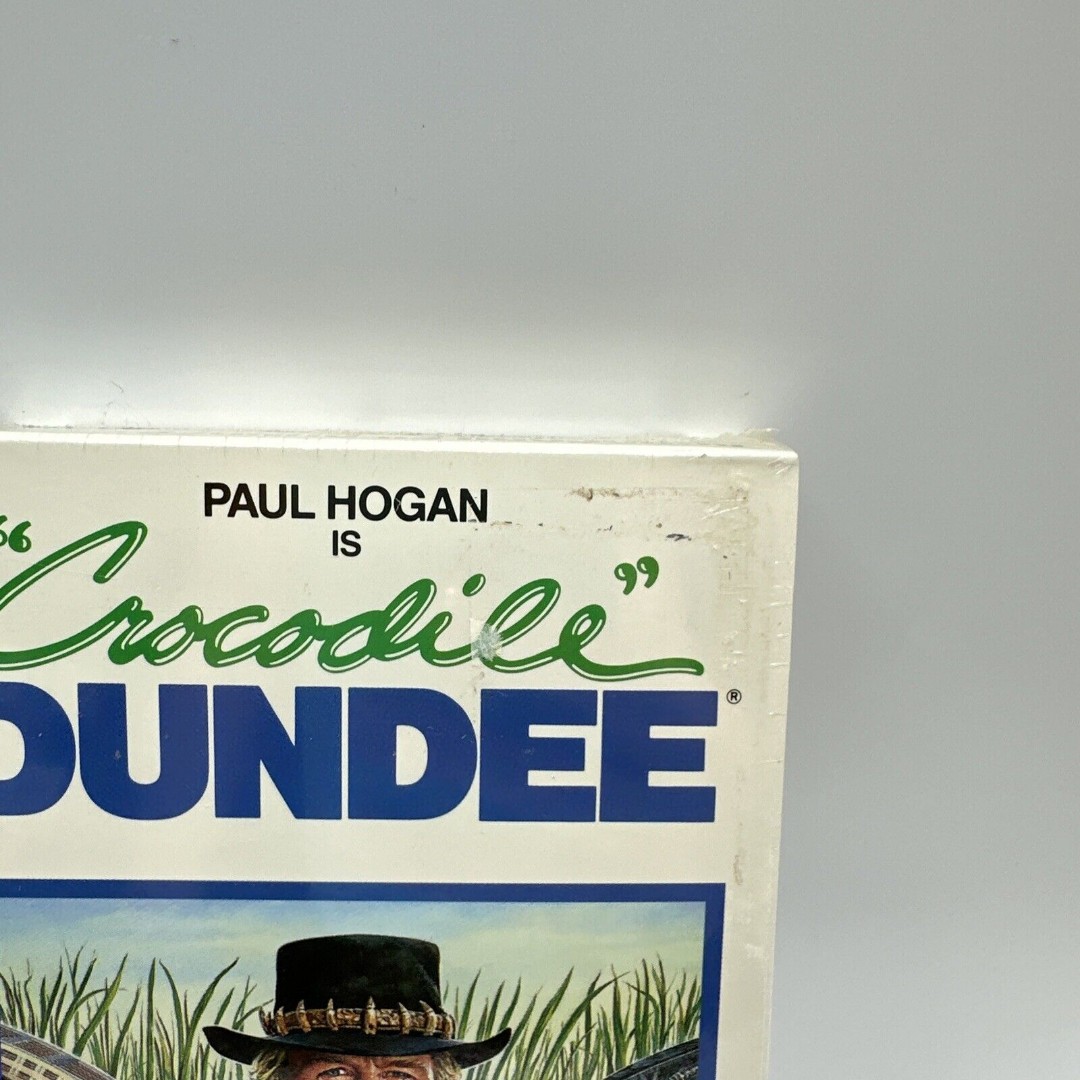 PAUL HOGAN
IS
"Crocodile"
DUNDEE®